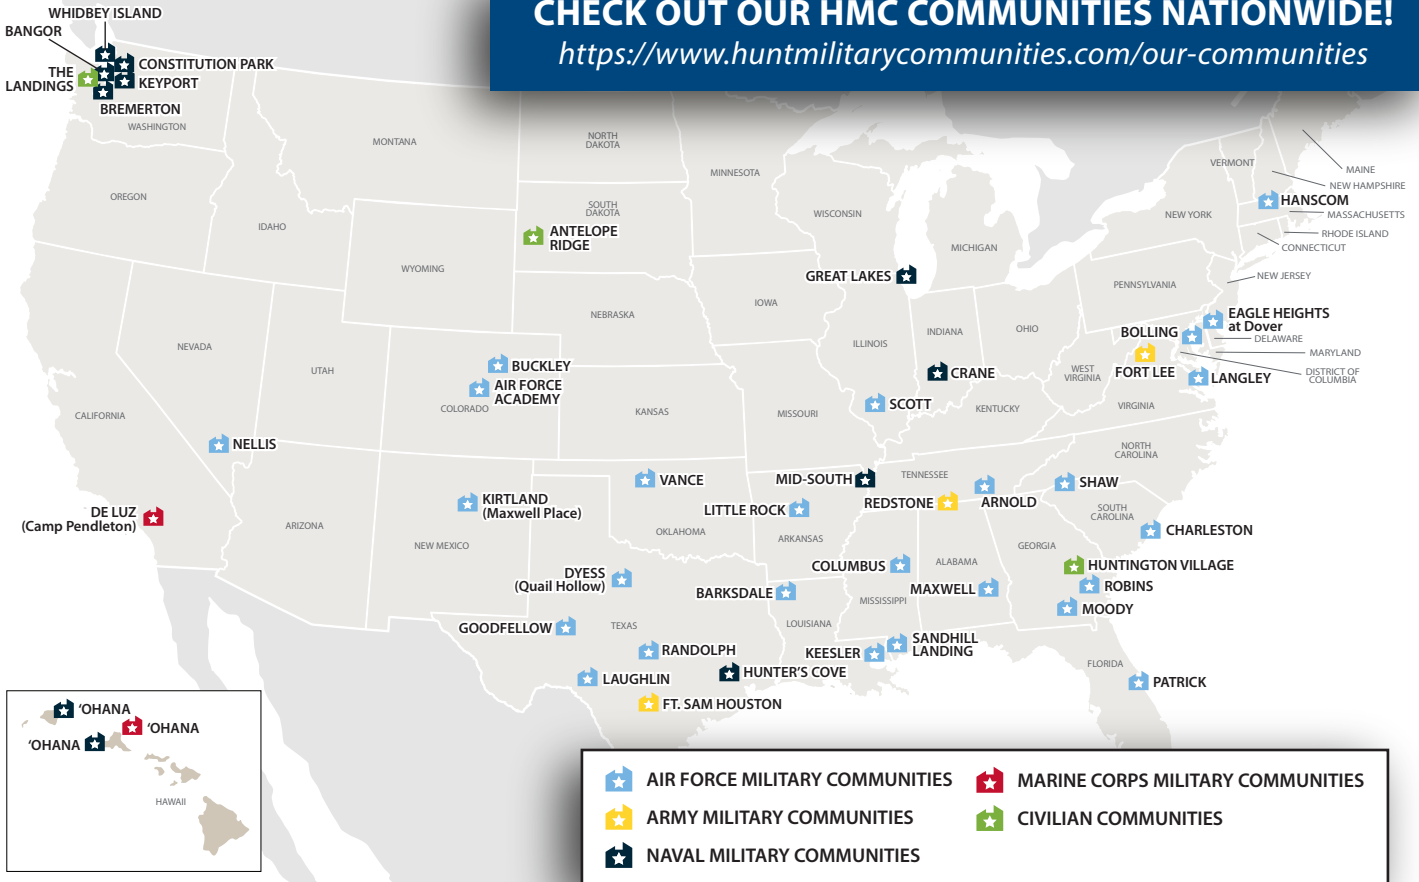 CHECK OUT OUR HMC COMMUNITIES NATIONWIDE!
https://www.huntmilitarycommunities.com/our-communities
WHIDBEY ISLAND
BANGOR
CONSTITUTION PARK
THE
LANDINGS
KEYPORT
BREMERTON
WASHINGTON
MONTANA
NORTH
DAKOTA
MINNESOTA
VERMONT
MAINE
NEW HAMPSHIRE
HANSCOM
MASSACHUSETTS
OREGON
IDAHO
SOUTH
DAKOTA
WISCONSIN
NEW YORK
RHODE ISLAND
CONNECTICUT
ANTELOPE
RIDGE
MICHIGAN
WYOMING
GREAT LAKES
PENNSYLVANIA
NEW JERSEY
IOWA
NEBRASKA
EAGLE HEIGHTS
at Dover
BOLLING
DELAWARE
NEVADA
ILLINOIS
INDIANA
OHIO
MARYLAND
UTAH
BUCKLEY
CRANE
WEST
VIRGINIA
FORT LEE
LANGLEY
DISTRICT OF
COLUMBIA
AIR FORCE
ACADEMY
COLORADO
CALIFORNIA
KANSAS
MISSOURI
SCOTT
KENTUCKY
VIRGINIA
NELLIS
NORTH
CAROLINA
VANCE
MID-SOUTH
TENNESSEE
SHAW
KIRTLAND
(Maxwell Place)
LITTLE ROCK
REDSTONE
ARNOLD
DE LUZ
(Camp Pendleton)
ARIZONA
NEW MEXICO
OKLAHOMA
ARKANSAS
SOUTH
CAROLINA
CHARLESTON
GEORGIA
COLUMBUS
ALABAMA
HUNTINGTON VILLAGE
DYESS
(Quail Hollow)
BARKSDALE
MISSISSIPPI
MAXWELL
ROBINS
MOODY
GOODFELLOW
TEXAS
LOUISIANA
RANDOLPH
KEESLER
SANDHILL
LANDING
LAUGHLIN
HUNTER'S COVE
FLORIDA
PATRICK
FT. SAM HOUSTON
‘OHANA
‘OHANA
‘OHANA
HAWAII
AIR FORCE MILITARY COMMUNITIES
MARINE CORPS MILITARY COMMUNITIES
ARMY MILITARY COMMUNITIES
CIVILIAN COMMUNITIES
NAVAL MILITARY COMMUNITIES